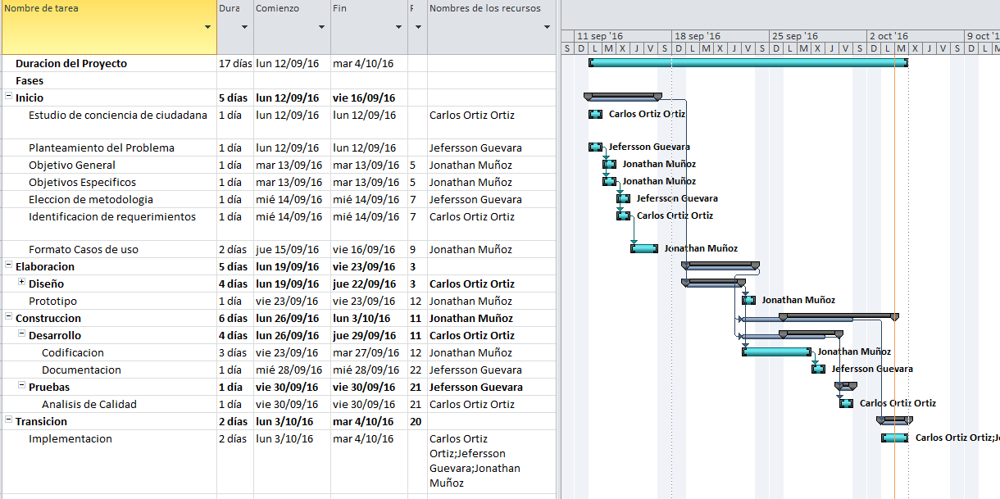 Nombre de tarea Dura Comienzo Fin F Nombres de los recursos
11 sep '16 18 sep '16 25 sep '16 2 oct '16 9 oct '1
S D L M X J V S D L M X J V S D L M X J V S D L M X J V S D L M
Duracion del Proyecto 17 días lun 12/09/16 mar 4/10/16
Fases
Inicio 5 días lun 12/09/16 vie 16/09/16
Estudio de conciencia de ciudadana 1 día lun 12/09/16 lun 12/09/16 Carlos Ortiz Ortiz Carlos Ortiz Ortiz
Planteamiento del Problema 1 día lun 12/09/16 lun 12/09/16 Jefersson Guevara Jefersson Guevara
Objetivo General 1 día mar 13/09/16 mar 13/09/16 5 Jonathan Muñoz Jonathan Muñoz
Objetivos Especificos 1 día mar 13/09/16 mar 13/09/16 5 Jonathan Muñoz Jonathan Muñoz
Eleccion de metodologia 1 día mié 14/09/16 mié 14/09/16 7 Jefersson Guevara Jefersson Guevara
Identificacion de requerimientos 1 día mié 14/09/16 mié 14/09/16 7 Carlos Ortiz Ortiz Carlos Ortiz Ortiz
Formato Casos de uso 2 días jue 15/09/16 vie 16/09/16 9 Jonathan Muñoz Jonathan Muñoz
Elaboracion 5 días lun 19/09/16 vie 23/09/16 3
Diseño 4 días lun 19/09/16 jue 22/09/16 3 Carlos Ortiz Ortiz
Prototipo 1 día vie 23/09/16 vie 23/09/16 12 Jonathan Muñoz Jonathan Muñoz
Construccion 6 días lun 26/09/16 lun 3/10/16 11 Jonathan Muñoz
Desarrollo 4 días lun 26/09/16 jue 29/09/16 11 Carlos Ortiz Ortiz
Codificacion 3 días vie 23/09/16 mar 27/09/16 12 Jonathan Muñoz Jonathan Muñoz
Documentacion 1 día mié 28/09/16 mié 28/09/16 22 Jefersson Guevara Jefersson Guevara
Pruebas 1 día vie 30/09/16 vie 30/09/16 21 Jefersson Guevara
Analisis de Calidad 1 día vie 30/09/16 vie 30/09/16 21 Carlos Ortiz Ortiz Carlos Ortiz Ortiz
Transicion 2 días lun 3/10/16 mar 4/10/16 20
Implementacion 2 días lun 3/10/16 mar 4/10/16 Carlos Ortiz Carlos Ortiz Ortiz;J
Ortiz;Jefersson
Guevara;Jonathan
Muñoz